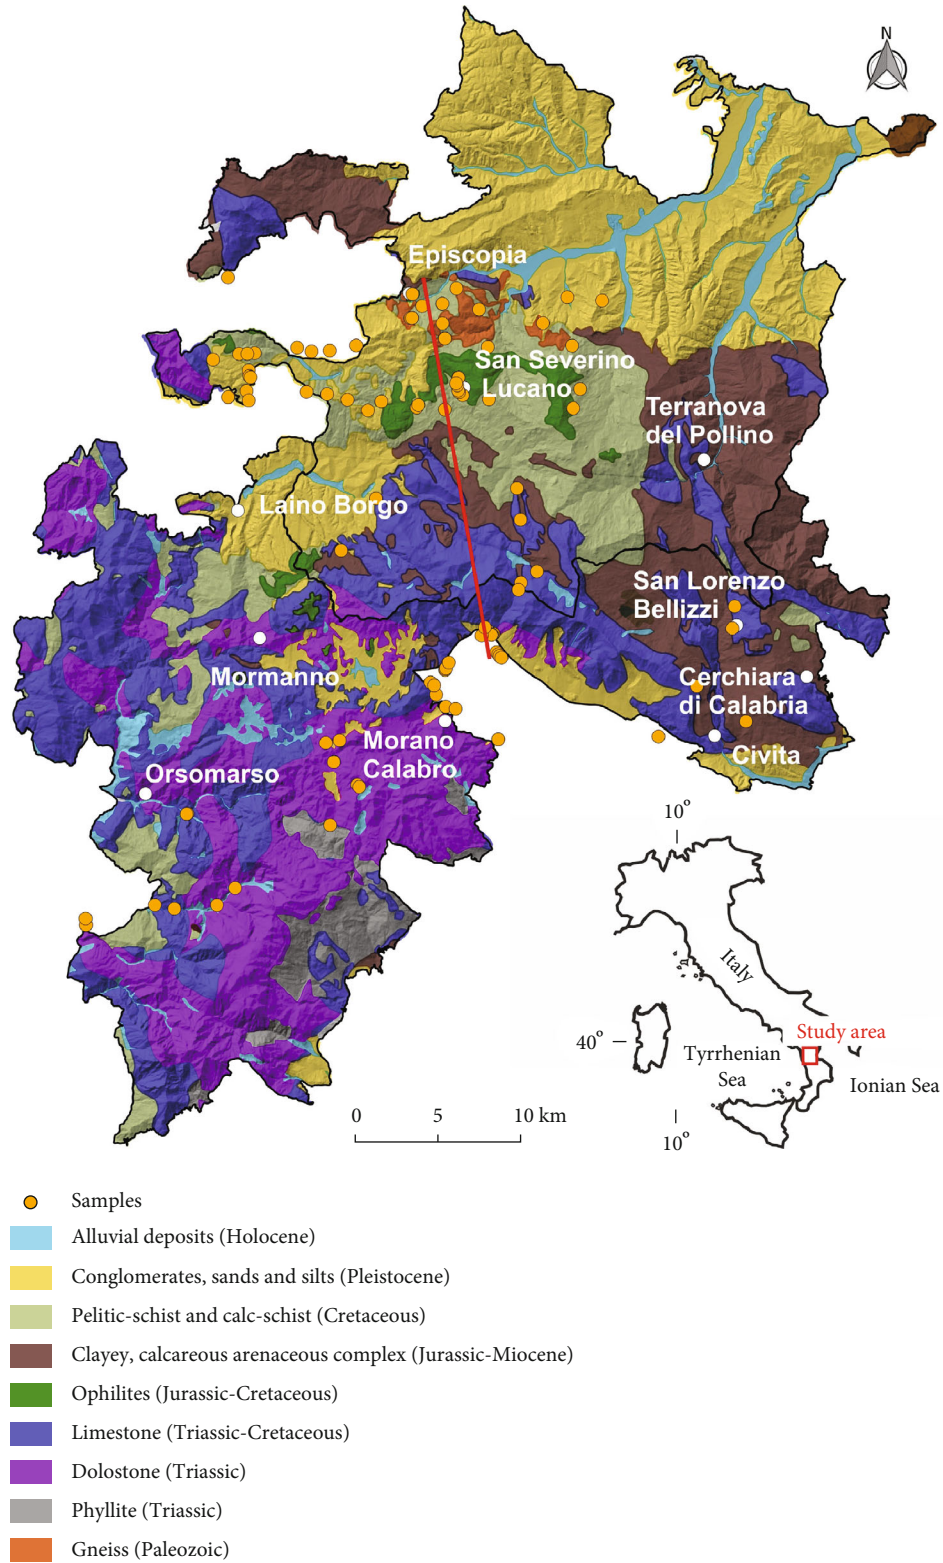 N
Episcopia
San Severino
Lucano
Terranova
del Pollino
Laino Borgo
San Lorenzo
Bellizzi
Mormanno
Cerchiara
di Calabria
Morano
Calabro
Civita
Orsomarso
10°
Italy
Study area
40°
Tyrrhenian
Sea
Ionian Sea
0 5 10 km
10°
Samples
Alluvial deposits (Holocene)
Conglomerates, sands and silts (Pleistocene)
Pelitic-schist and calc-schist (Cretaceous)
Clayey, calcareous arenaceous complex (Jurassic-Miocene)
Ophilites (Jurassic-Cretaceous)
Limestone (Triassic-Cretaceous)
Dolostone (Triassic)
Phyllite (Triassic)
Gneiss (Paleozoic)